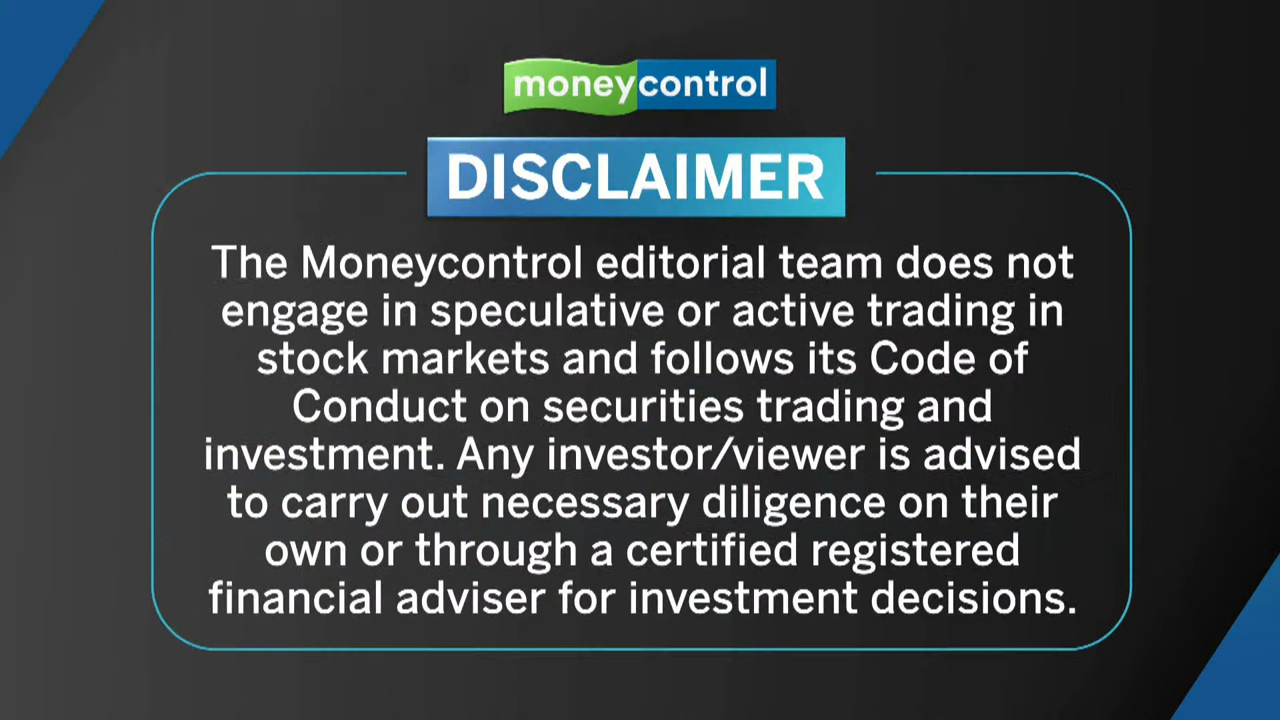 moneycontrol
DISCLAIMER
The Moneycontrol editorial team does not
engage in speculative or active trading in
stock markets and follows its Code of
Conduct on securities trading and
investment. Any investor/viewer is advised
to carry out necessary diligence on their
own or through a certified registered
financial adviser for investment decisions.